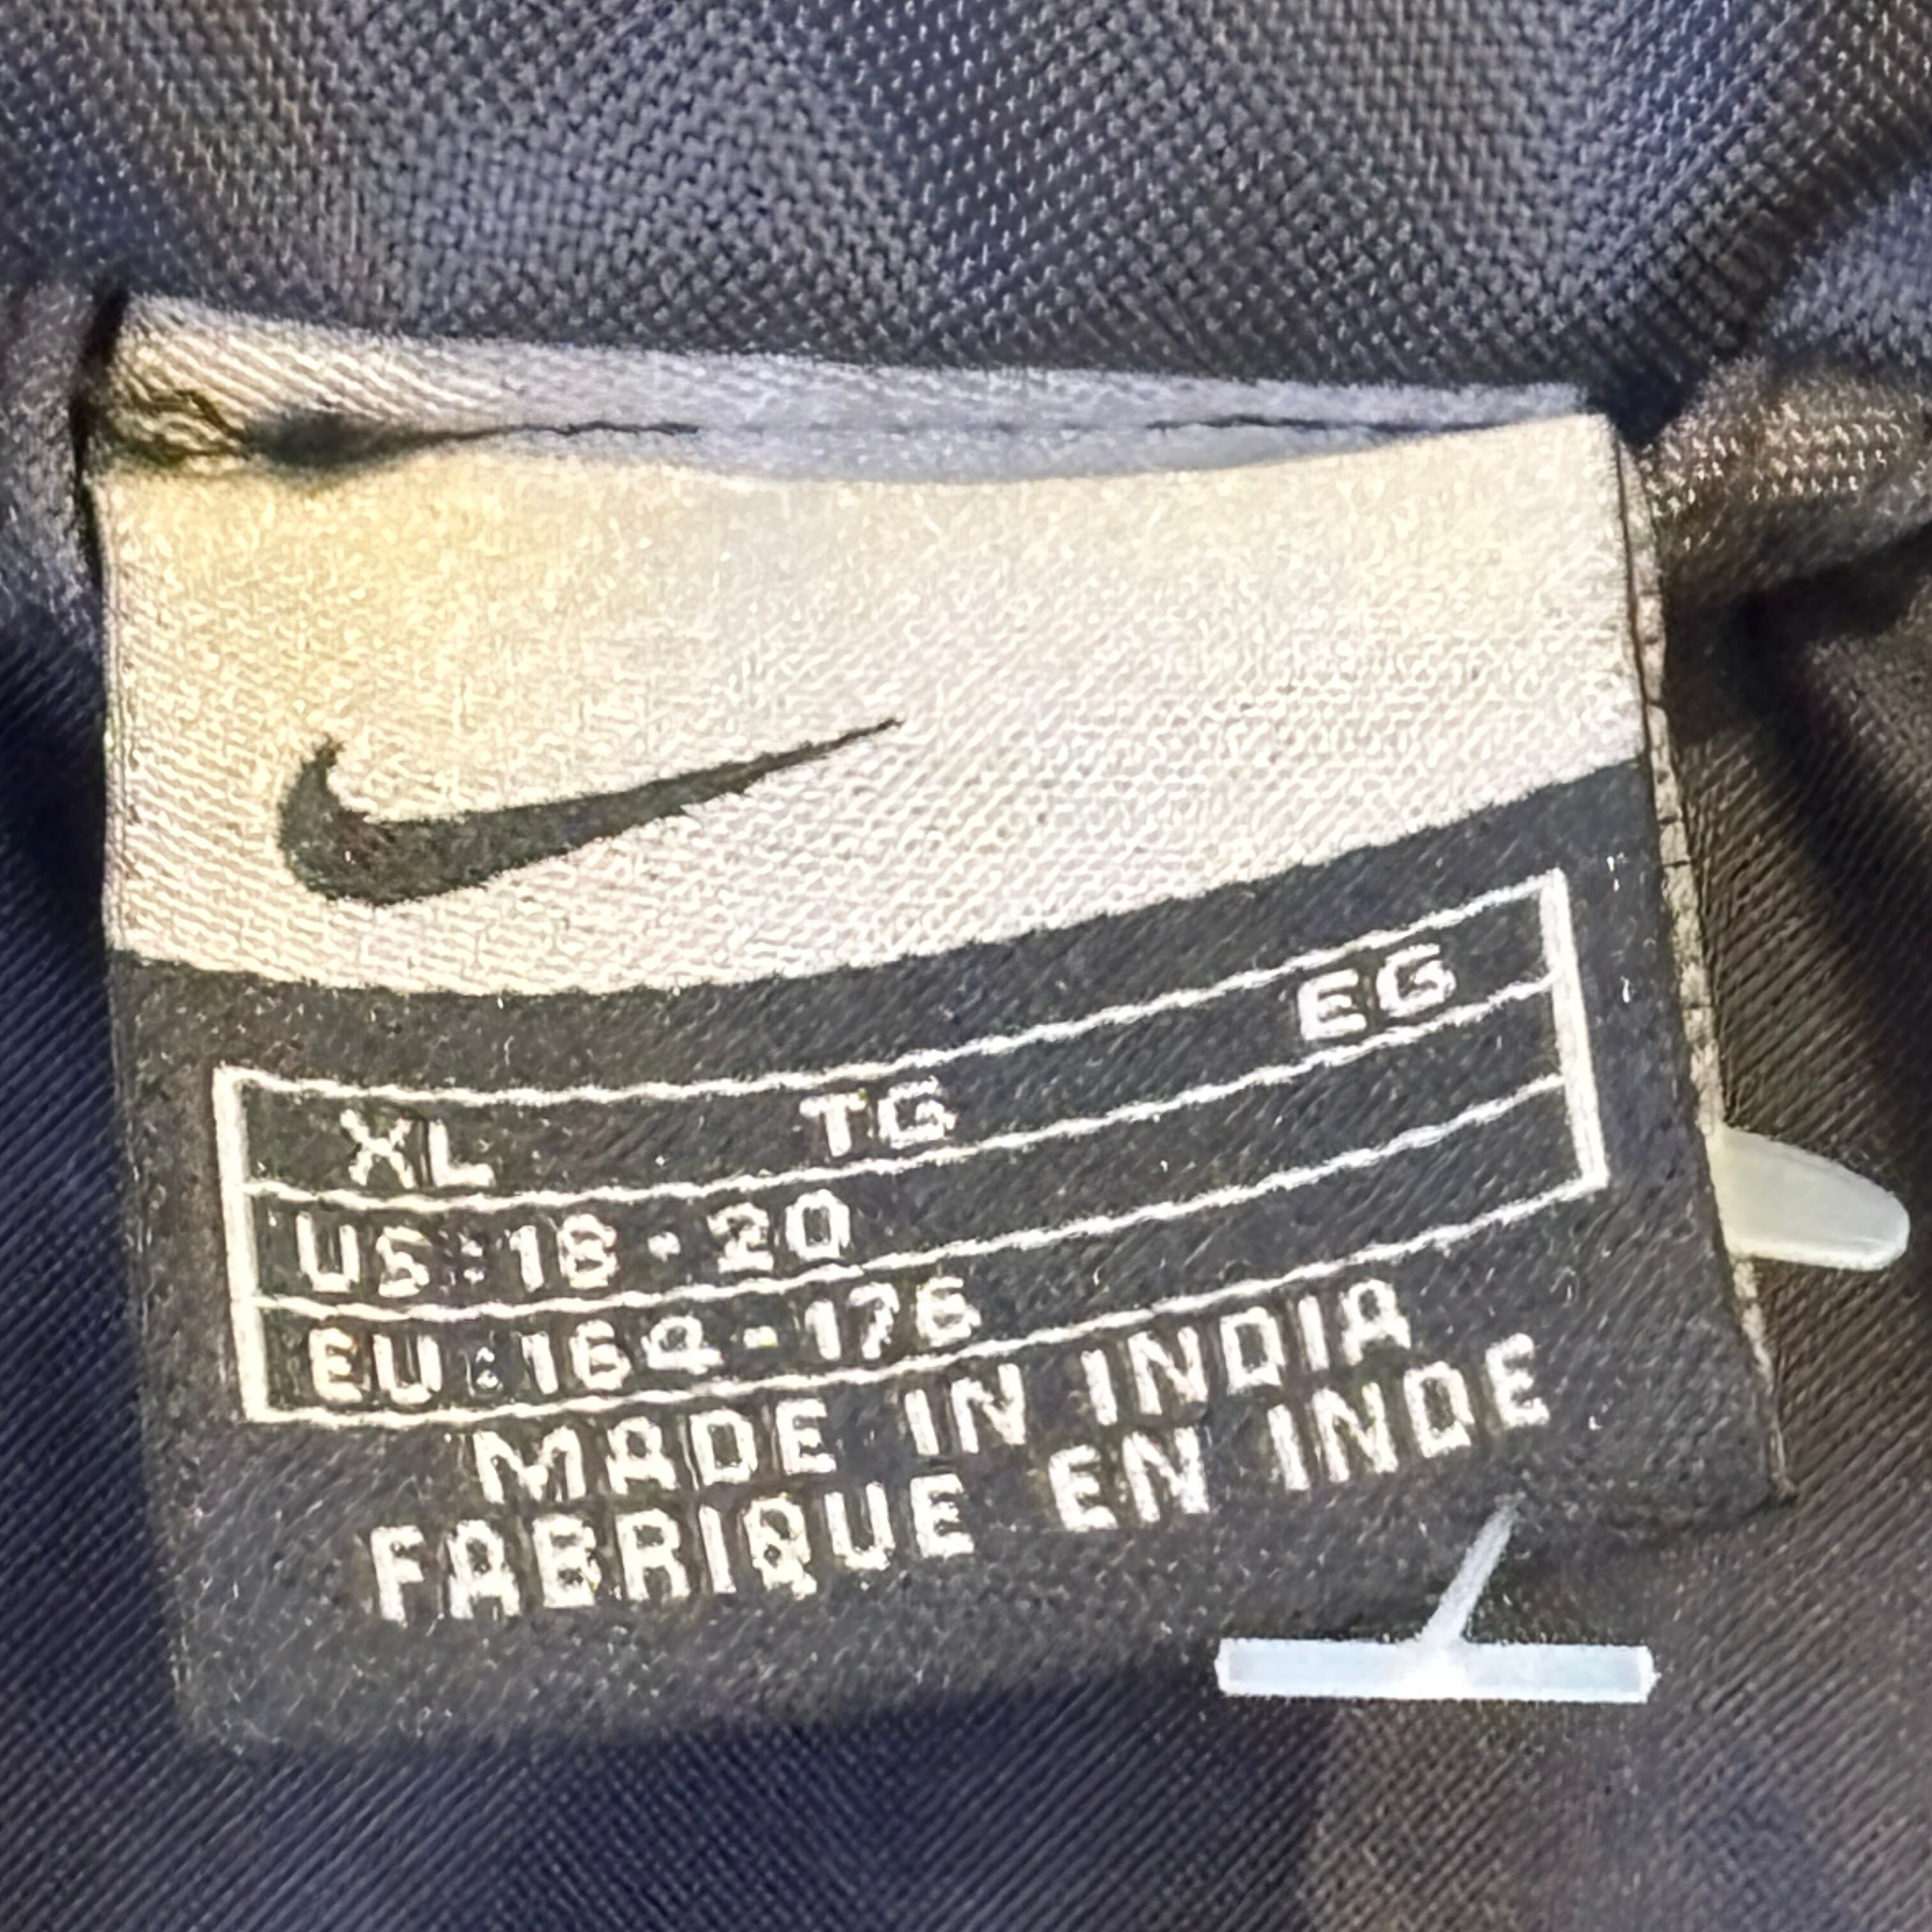 XL TG EG
US:18-20
EU:164-176
MADE IN INDIA
FABRIQUE EN INDE